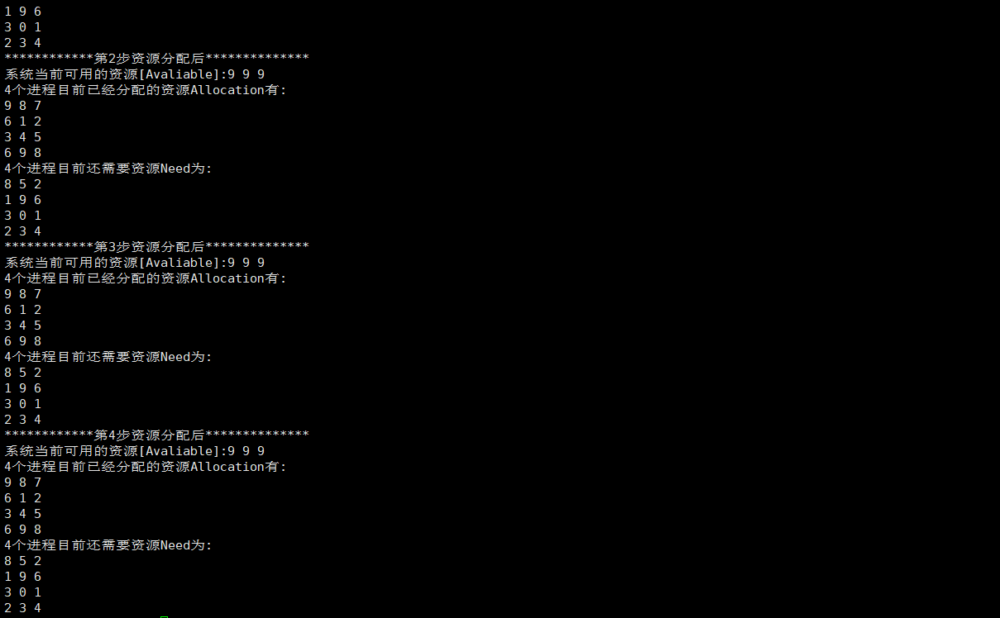 1 9 6
3 0 1
2 3 4
************第2步资源分配后**************
系统当前可用的资源[Avaliable]:9 9 9
4个进程目前已经分配的资源Allocation有:
9 8 7
6 1 2
3 4 5
6 9 8
4个进程目前还需要资源Need为:
8 5 2
1 9 6
3 0 1
2 3 4
************第3步资源分配后**************
系统当前可用的资源[Avaliable]:9 9 9
4个进程目前已经分配的资源Allocation有:
9 8 7
6 1 2
3 4 5
6 9 8
4个进程目前还需要资源Need为:
8 5 2
1 9 6
3 0 1
2 3 4
************第4步资源分配后**************
系统当前可用的资源[Avaliable]:9 9 9
4个进程目前已经分配的资源Allocation有:
9 8 7
6 1 2
3 4 5
6 9 8
4个进程目前还需要资源Need为:
8 5 2
1 9 6
3 0 1
2 3 4